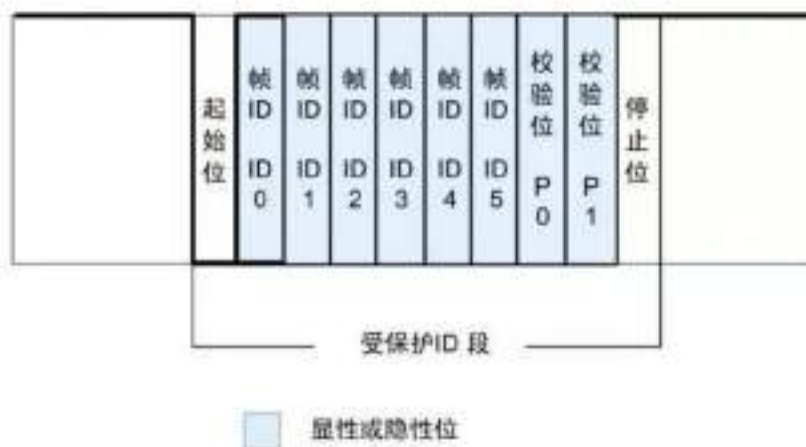 起始位
帧ID ID0
帧ID ID1
帧ID ID2
帧ID ID3
帧ID ID4
帧ID ID5
校验位 P0
校验位 P1
停止位
受保护ID 段
显性或隐性位